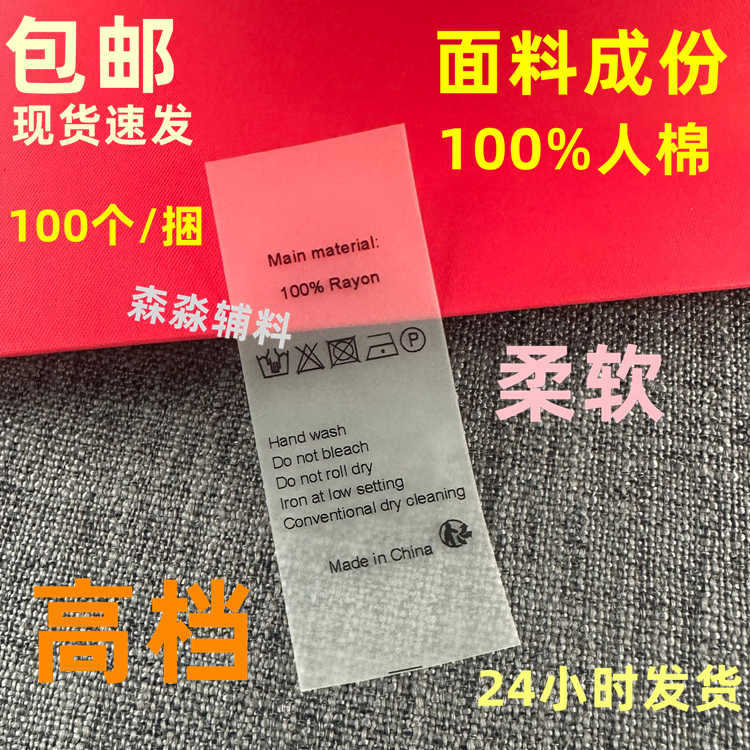 包邮
现货速发
100个/捆
面料成份
100%人棉
Main material:
100% Rayon
森淼辅料
柔软
P
Hand wash
Do not bleach
Do not roll dry
Iron at low setting
Conventional dry cleaning
Made in China
高档
24小时发货